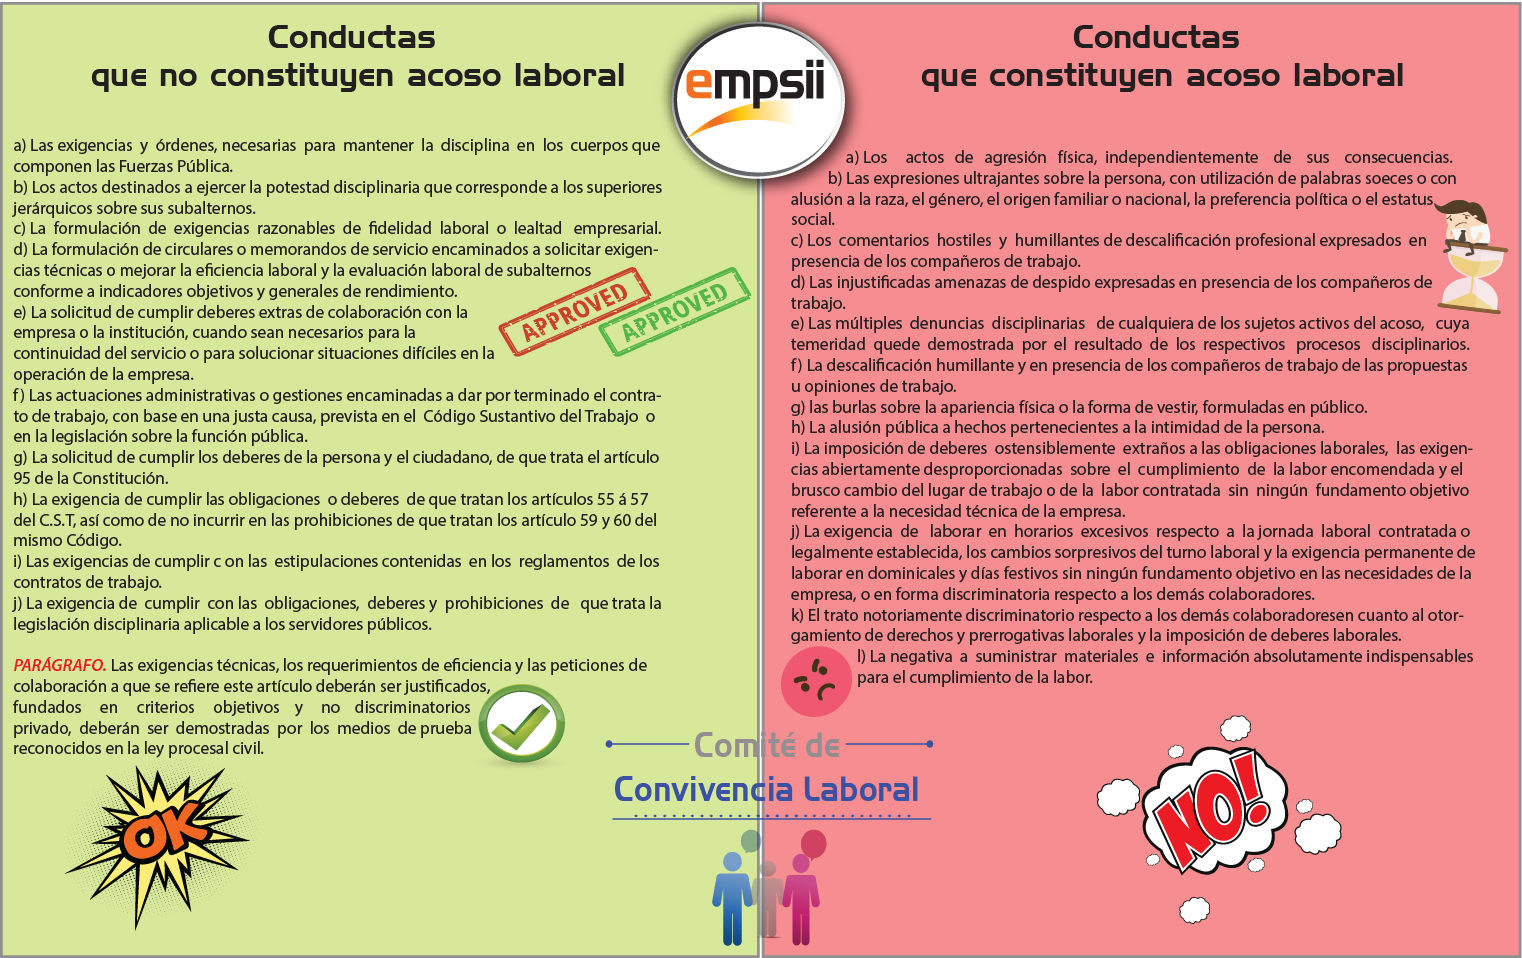 Conductas
que no constituyen acoso laboral
a) Las exigencias y órdenes, necesarias para mantener la disciplina en los cuerpos que
componen las Fuerzas Pública.
b) Los actos destinados a ejercer la potestad disciplinaria que corresponde a los superiores
jerárquicos sobre sus subalternos.
c) La formulación de exigencias razonables de fidelidad laboral o lealtad empresarial.
d) La formulación de circulares o memorandos de servicio encaminados a solicitar exigen-
cias técnicas o mejorar la eficiencia laboral y la evaluación laboral de subalternos
conforme a indicadores objetivos y generales de rendimiento.
e) La solicitud de cumplir deberes extras de colaboración con la
empresa o la institución, cuando sean necesarios para la
continuidad del servicio o para solucionar situaciones difíciles en la
operación de la empresa.
f) Las actuaciones administrativas o gestiones encaminadas a dar por terminado el contra-
to de trabajo, con base en una justa causa, prevista en el Código Sustantivo del Trabajo o
en la legislación sobre la función pública.
g) La solicitud de cumplir los deberes de la persona y el ciudadano, de que trata el artículo
95 de la Constitución.
h) La exigencia de cumplir las obligaciones o deberes de que tratan los artículos 55 á 57
del C.S.T, así como de no incurrir en las prohibiciones de que tratan los artículo 59 y 60 del
mismo Código.
i) Las exigencias de cumplir c on las estipulaciones contenidas en los reglamentos de los
contratos de trabajo.
j) La exigencia de cumplir con las obligaciones, deberes y prohibiciones de que trata la
legislación disciplinaria aplicable a los servidores públicos.
PARÁGRAFO. Las exigencias técnicas, los requerimientos de eficiencia y las peticiones de
colaboración a que se refiere este artículo deberán ser justificados,
fundados en criterios objetivos y no discriminatorios
privado, deberán ser demostradas por los medios de prueba
reconocidos en la ley procesal civil.
APPROVED
APPROVED
OK
empsii
Conductas
que constituyen acoso laboral
a) Los actos de agresión física, independientemente de sus consecuencias.
b) Las expresiones ultrajantes sobre la persona, con utilización de palabras soeces o con
alusión a la raza, el género, el origen familiar o nacional, la preferencia política o el estatus
social.
c) Los comentarios hostiles y humillantes de descalificación profesional expresados en
presencia de los compañeros de trabajo.
d) Las injustificadas amenazas de despido expresadas en presencia de los compañeros de
trabajo.
e) Las múltiples denuncias disciplinarias de cualquiera de los sujetos activos del acoso, cuya
temeridad quede demostrada por el resultado de los respectivos procesos disciplinarios.
f) La descalificación humillante y en presencia de los compañeros de trabajo de las propuestas
u opiniones de trabajo.
g) las burlas sobre la apariencia física o la forma de vestir, formuladas en público.
h) La alusión pública a hechos pertenecientes a la intimidad de la persona.
i) La imposición de deberes ostensiblemente extraños a las obligaciones laborales, las exigen-
cias abiertamente desproporcionadas sobre el cumplimiento de la labor encomendada y el
brusco cambio del lugar de trabajo o de la labor contratada sin ningún fundamento objetivo
referente a la necesidad técnica de la empresa.
j) La exigencia de laborar en horarios excesivos respecto a la jornada laboral contratada o
legalmente establecida, los cambios sorpresivos del turno laboral y la exigencia permanente de
laborar en dominicales y días festivos sin ningún fundamento objetivo en las necesidades de la
empresa, o en forma discriminatoria respecto a los demás colaboradores.
k) El trato notoriamente discriminatorio respecto a los demás colaboradoresen cuanto al otor-
gamiento de derechos y prerrogativas laborales y la imposición de deberes laborales.
l) La negativa a suministrar materiales e información absolutamente indispensables
para el cumplimiento de la labor.
Comité de
Convivencia Laboral
NO!